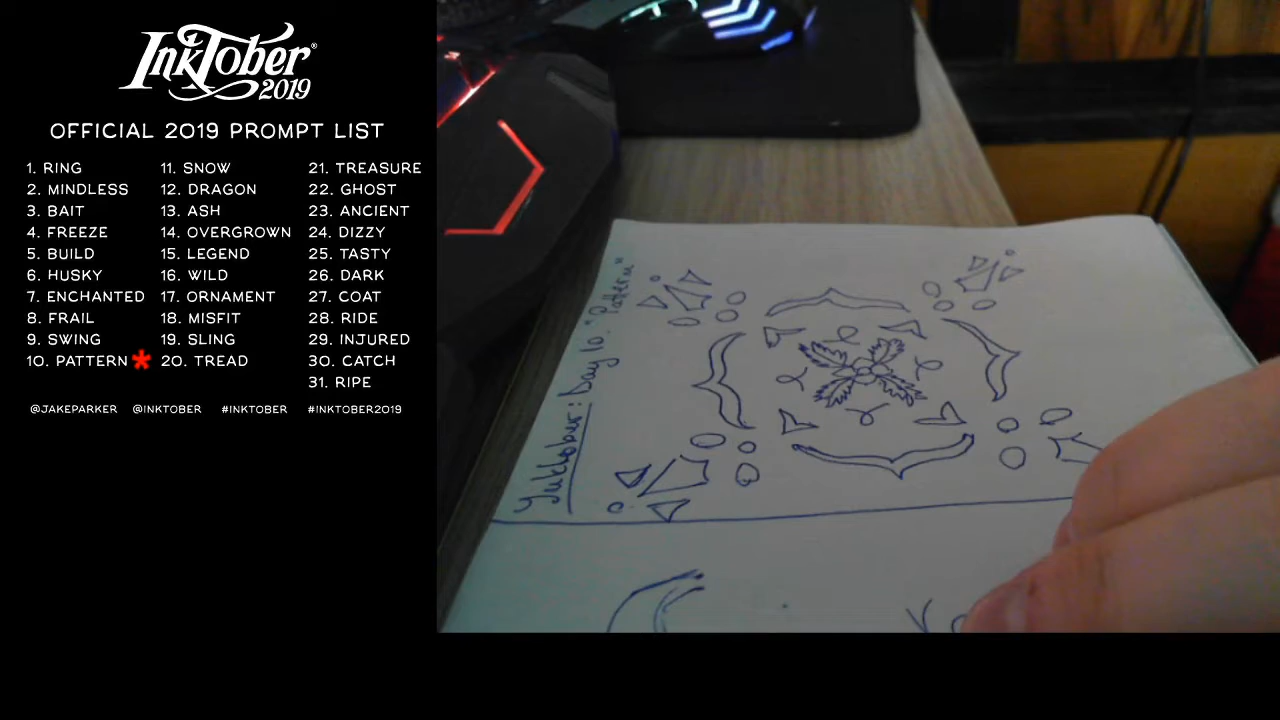 InkTober®
2019
OFFICIAL 2019 PROMPT LIST
1. RING
2. MINDLESS
3. BAIT
4. FREEZE
5. BUILD
6. HUSKY
7. ENCHANTED
8. FRAIL
9. SWING
10. PATTERN *
11. SNOW
12. DRAGON
13. ASH
14. OVERGROWN
15. LEGEND
16. WILD
17. ORNAMENT
18. MISFIT
19. SLING
20. TREAD
21. TREASURE
22. GHOST
23. ANCIENT
24. DIZZY
25. TASTY
26. DARK
27. COAT
28. RIDE
29. INJURED
30. CATCH
31. RIPE
@JAKEPARKER @INKTOBER #INKTOBER #INKTOBER2019
Inktober: Day 10. "Pattern"